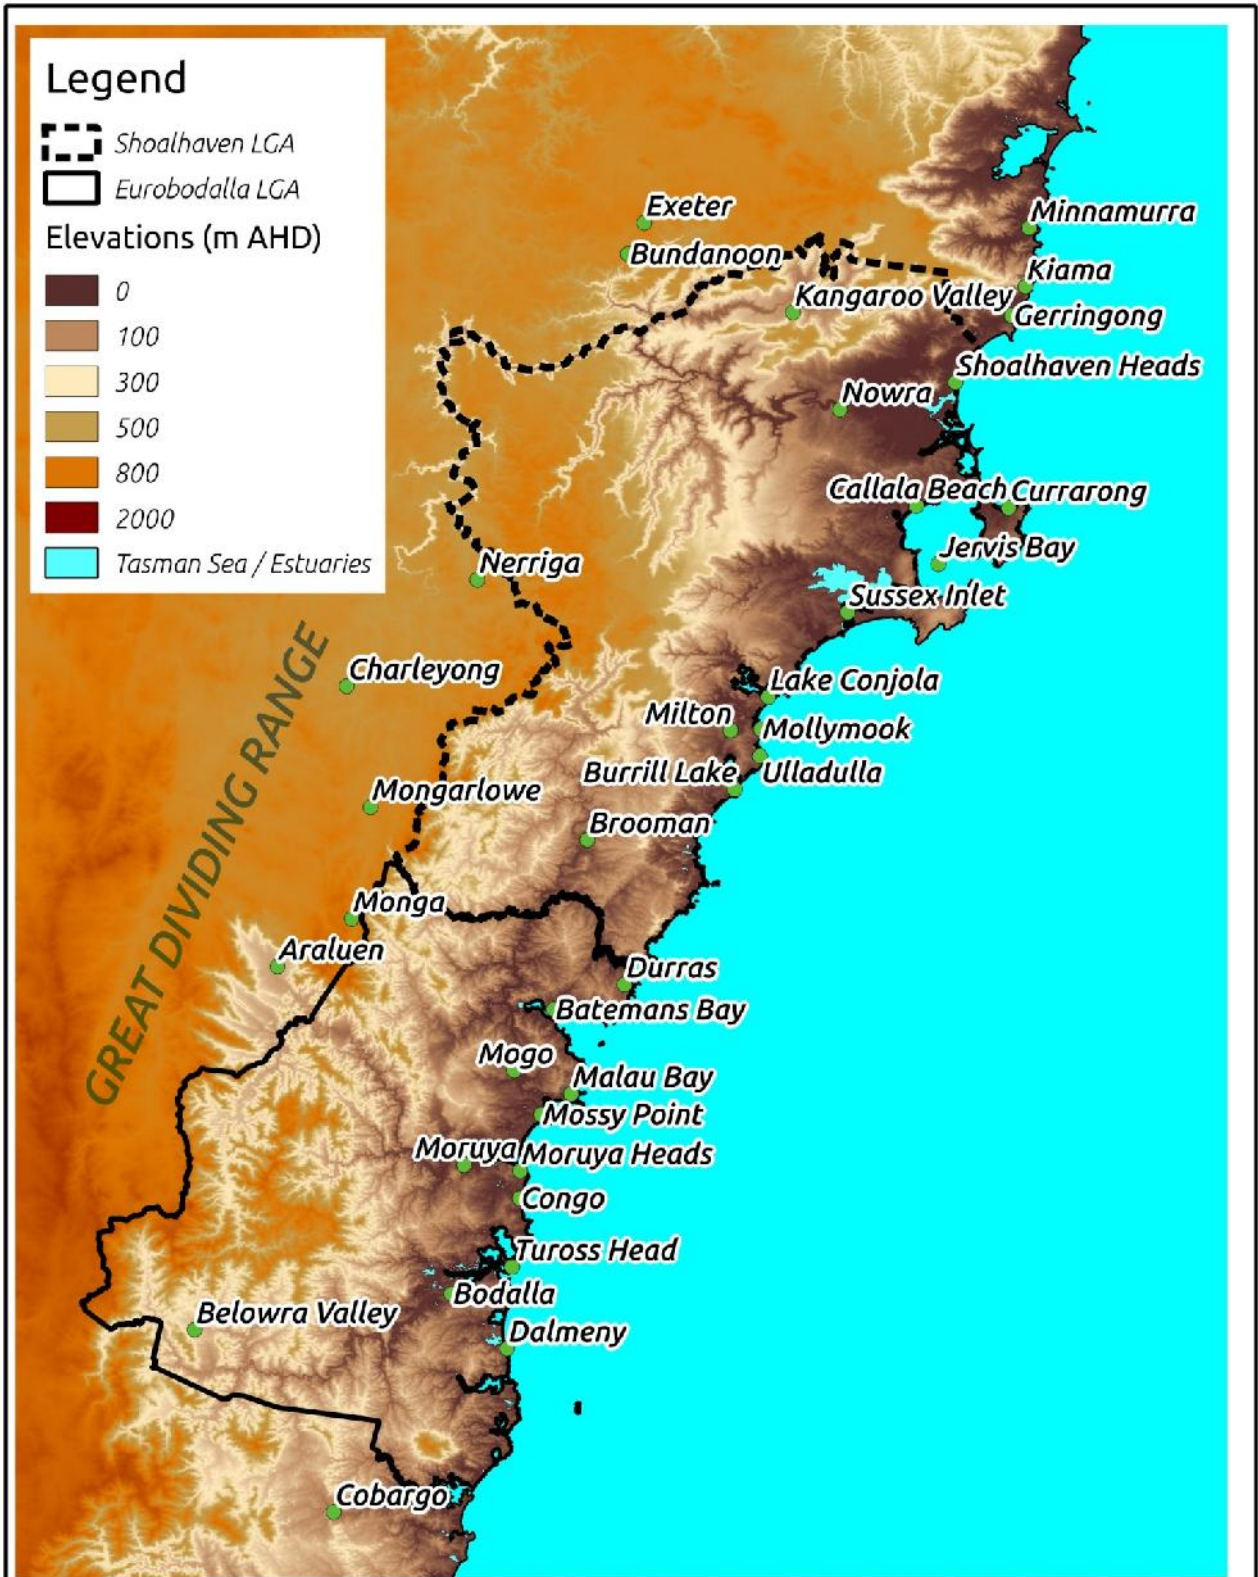 Legend
Shoalhaven LGA
Eurobodalla LGA
Elevations (m AHD)
0
100
300
500
800
2000
Tasman Sea / Estuaries
Exeter
Minnamurra
Bundanoon
Kiama
Kangaroo Valley
Gerringong
Shoalhaven Heads
Nowra
Callala Beach
Currarong
Jervis Bay
Nerriga
Sussex Inlet
GREAT DIVIDING RANGE
Charleyong
Lake Conjola
Milton
Mollymook
Burrill Lake
Ulladulla
Mongarlowe
Brooman
Monga
Araluen
Durras
Batemans Bay
Mogo
Malau Bay
Mossy Point
Moruya
Moruya Heads
Congo
Tuross Head
Bodalla
Belowra Valley
Dalmeny
Cobargo